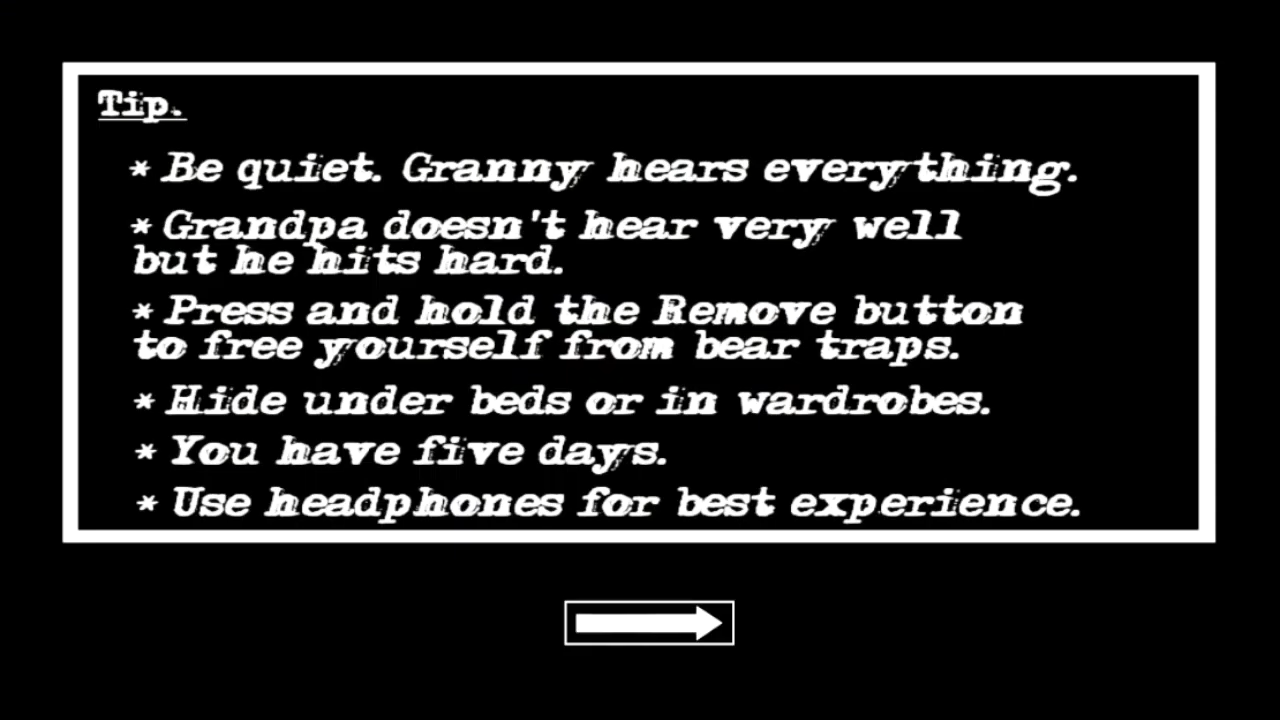 Tip.
* Be quiet. Granny hears everything.
* Grandpa doesn't hear very well
but he hits hard.
* Press and hold the Remove button
to free yourself from bear traps.
* Hide under beds or in wardrobes.
* You have five days.
* Use headphones for best experience.